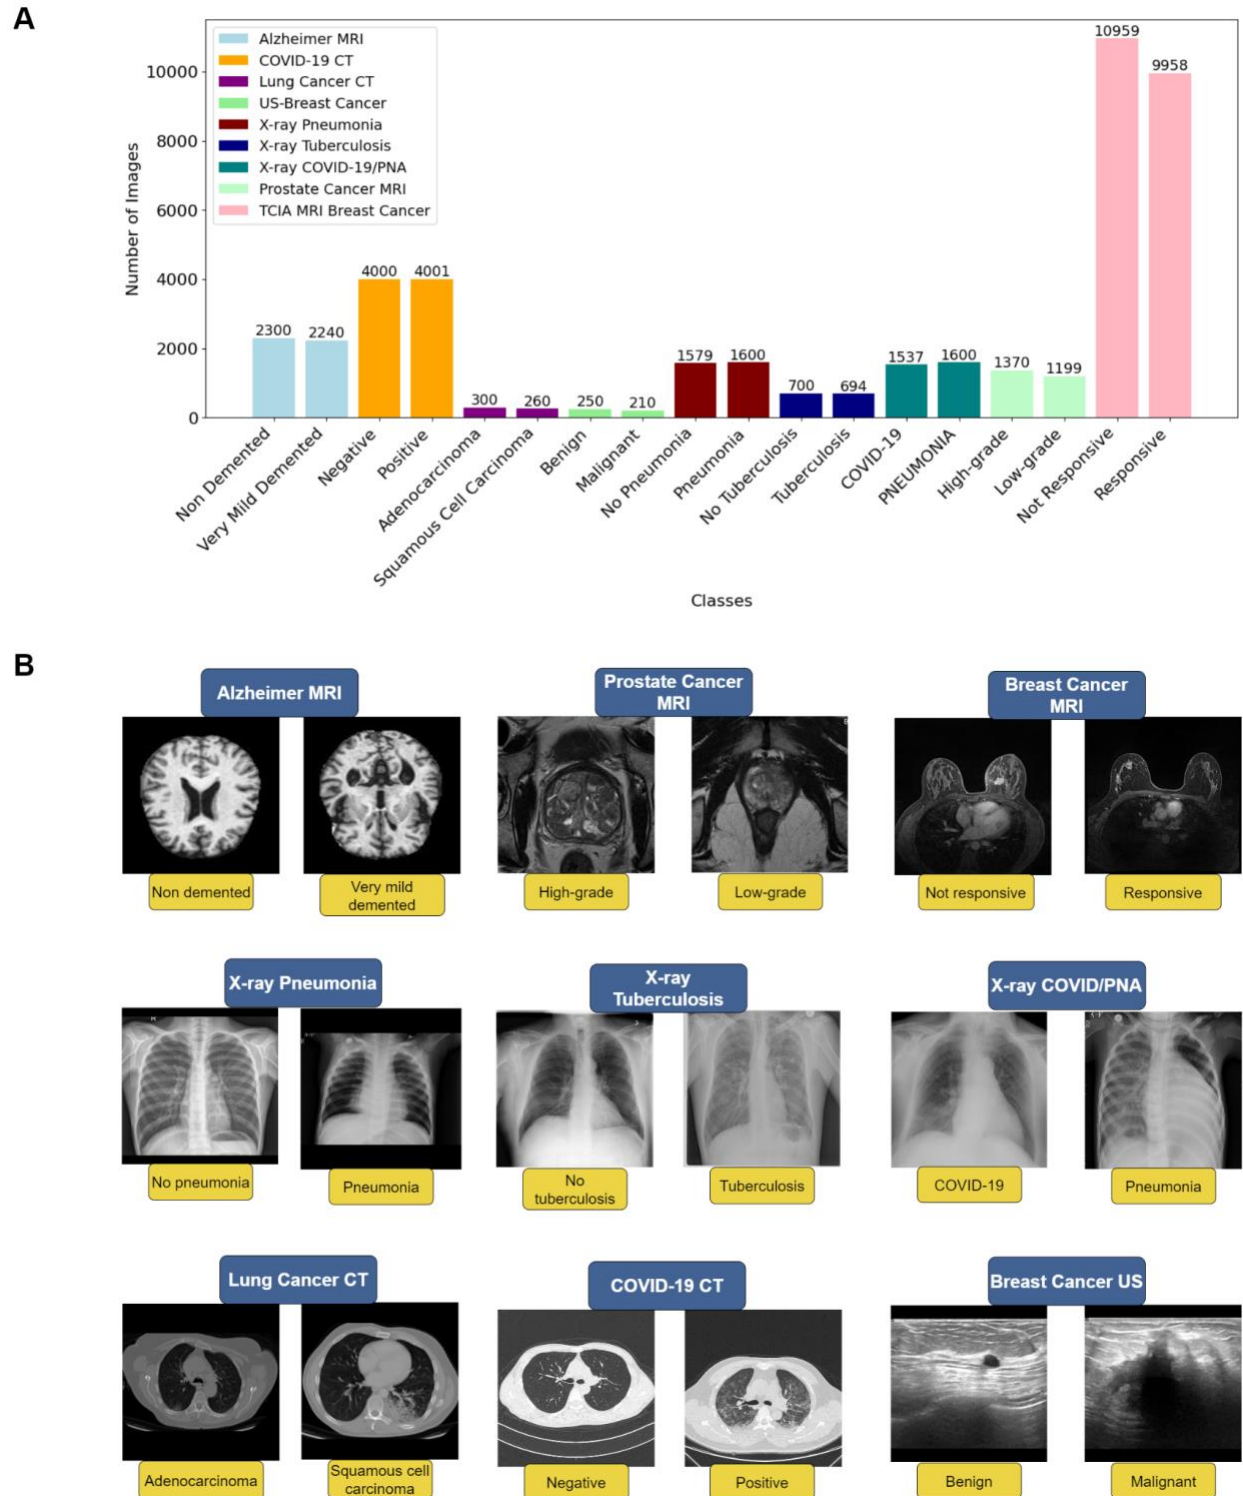 A
Alzheimer MRI
COVID-19 CT
Lung Cancer CT
US-Breast Cancer
X-ray Pneumonia
X-ray Tuberculosis
X-ray COVID-19/PNA
Prostate Cancer MRI
TCIA MRI Breast Cancer
Number of Images
10000
8000
6000
4000
2000
0
2300
2240
4000
4001
300
260
250
210
1579
1600
700
694
1537
1600
1370
1199
10959
9958
Non Demented
Very Mild Demented
Negative
Positive
Adenocarcinoma
Squamous Cell Carcinoma
Benign
Malignant
No Pneumonia
Pneumonia
No Tuberculosis
Tuberculosis
COVID-19
PNEUMONIA
High-grade
Low-grade
Not Responsive
Responsive
Classes
B
Alzheimer MRI
Non demented
Very mild
demented
Prostate Cancer
MRI
High-grade
Low-grade
Breast Cancer
MRI
Not responsive
Responsive
X-ray Pneumonia
No pneumonia
Pneumonia
X-ray
Tuberculosis
No
tuberculosis
Tuberculosis
X-ray COVID/PNA
COVID-19
Pneumonia
Lung Cancer CT
Adenocarcinoma
Squamous cell
carcinoma
COVID-19 CT
Negative
Positive
Breast Cancer US
Benign
Malignant